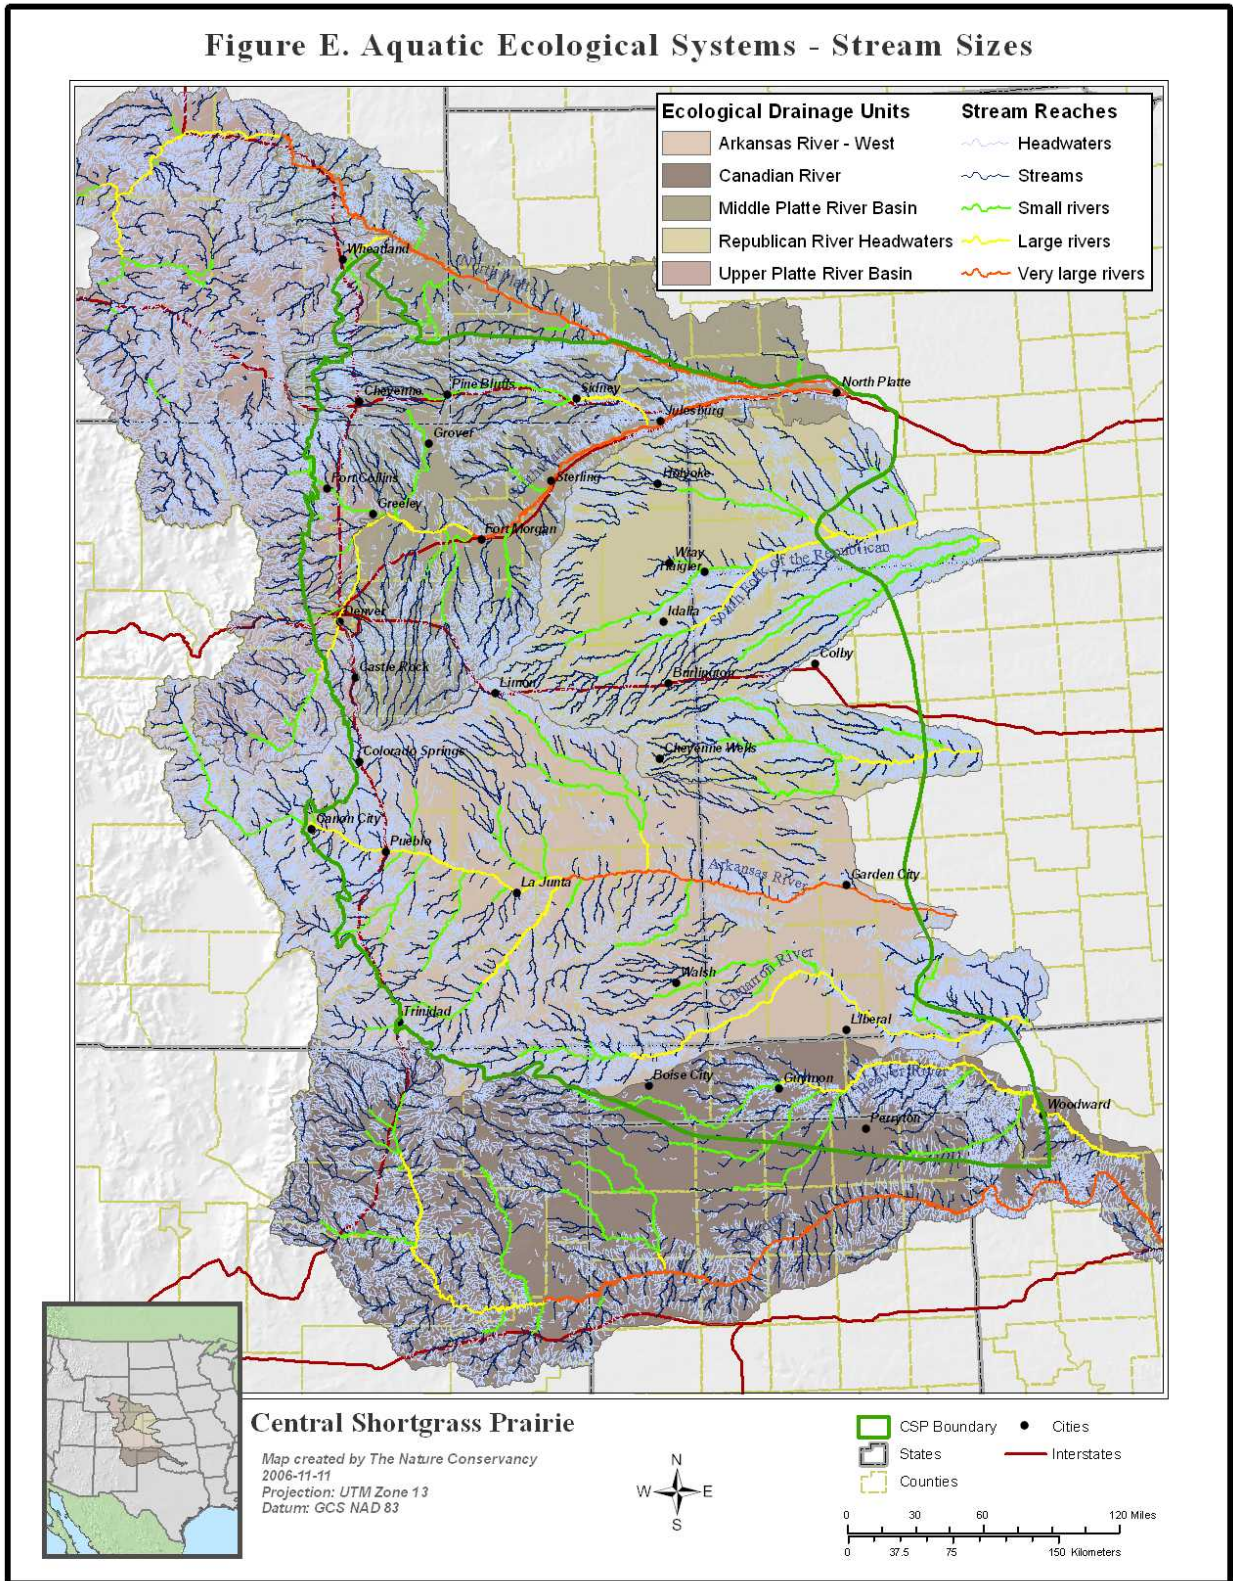 Figure E. Aquatic Ecological Systems - Stream Sizes
Ecological Drainage Units
Arkansas River - West
Canadian River
Middle Platte River Basin
Republican River Headwaters
Upper Platte River Basin
Stream Reaches
Headwaters
Streams
Small rivers
Large rivers
Very large rivers
Wheatland
North Platte
Cheyenne
Pine Bluffs
Sidney
North Platte
Julesburg
Grover
Fort Collins
Sterling
Holyoke
Greeley
Fort Morgan
Wray
Haigler
South Fork of the Republican
Denver
Idalia
Castle Rock
Limon
Burlington
Colby
Colorado Springs
Cheyenne Wells
Canon City
Pueblo
La Junta
Arkansas River
Garden City
Walsh
Cimarron River
Trinidad
Liberal
Boise City
Guymon
Beaver River
Perryton
Woodward
Central Shortgrass Prairie
Map created by The Nature Conservancy
2006-11-11
Projection: UTM Zone 13
Datum: GCS NAD 83
N
W E
S
CSP Boundary
States
Counties
Cities
Interstates
0 30 60 120 Miles
0 37.5 75 150 Kilometers